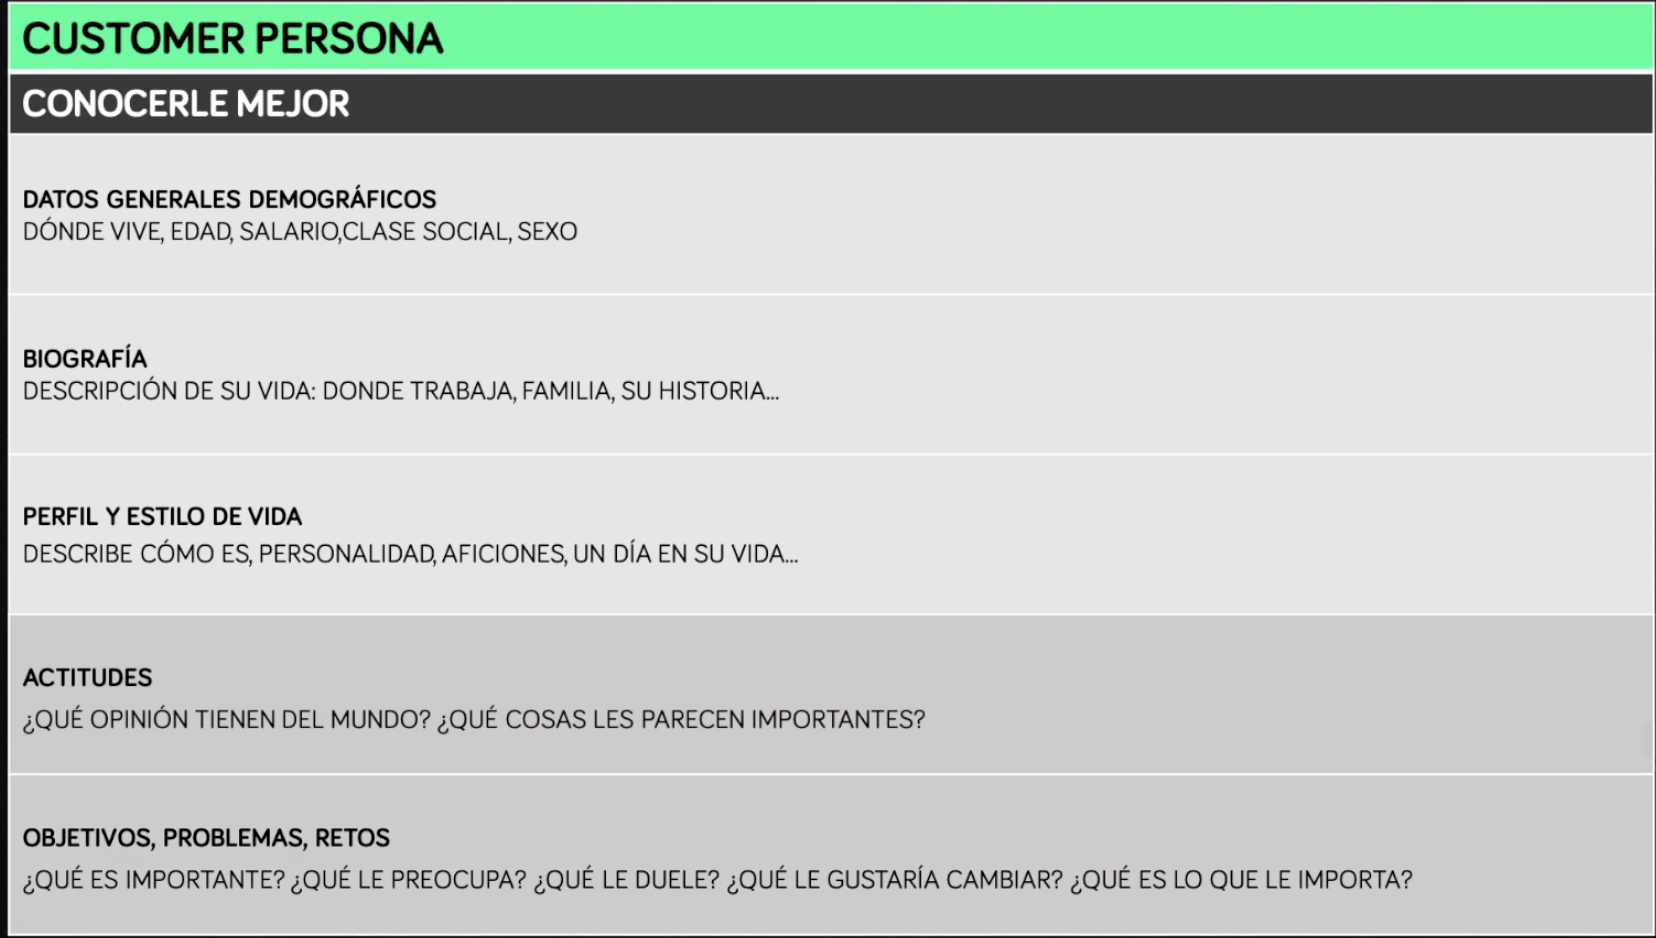 CUSTOMER PERSONA
CONOCERLE MEJOR
DATOS GENERALES DEMOGRÁFICOS
DÓNDE VIVE, EDAD, SALARIO,CLASE SOCIAL, SEXO
BIOGRAFÍA
DESCRIPCIÓN DE SU VIDA: DONDE TRABAJA, FAMILIA, SU HISTORIA...
PERFIL Y ESTILO DE VIDA
DESCRIBE CÓMO ES, PERSONALIDAD, AFICIONES, UN DÍA EN SU VIDA...
ACTITUDES
¿QUÉ OPINIÓN TIENEN DEL MUNDO? ¿QUÉ COSAS LES PARECEN IMPORTANTES?
OBJETIVOS, PROBLEMAS, RETOS
¿QUÉ ES IMPORTANTE? ¿QUÉ LE PREOCUPA? ¿QUÉ LE DUELE? ¿QUÉ LE GUSTARÍA CAMBIAR? ¿QUÉ ES LO QUE LE IMPORTA?